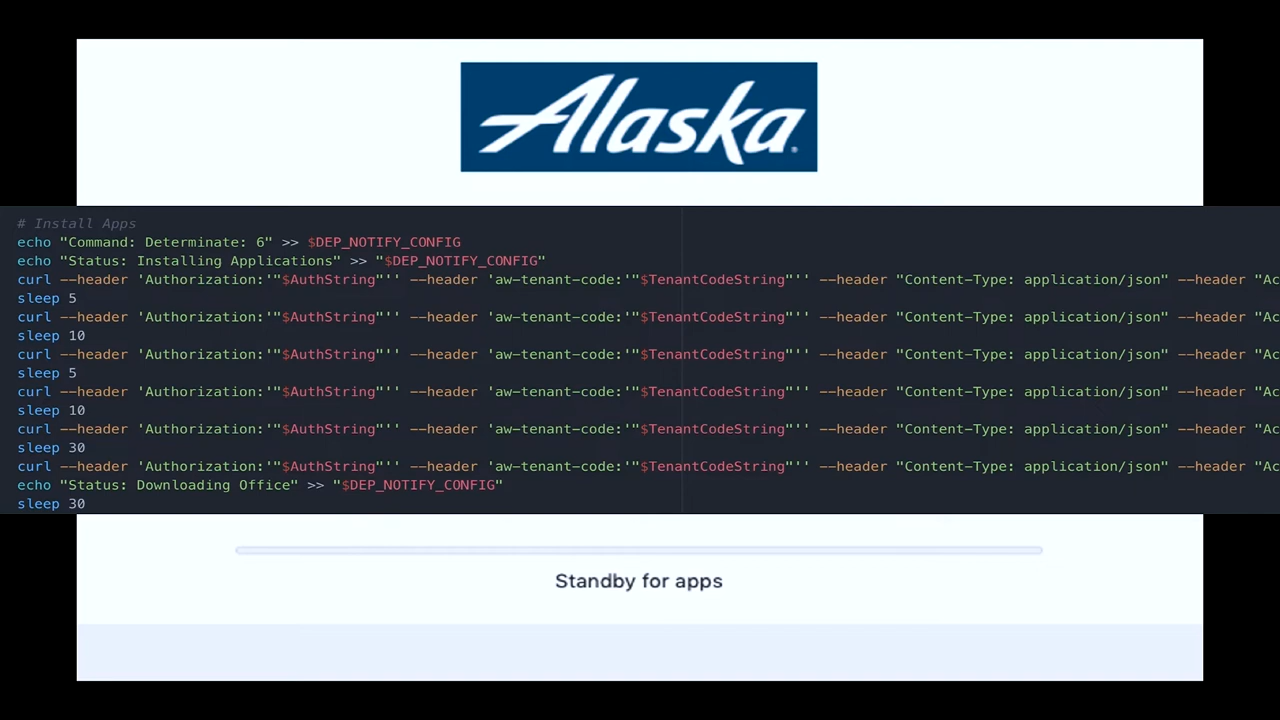 Alaska®
# Install Apps
echo "Command: Determinate: 6" >> $DEP_NOTIFY_CONFIG
echo "Status: Installing Applications" >> "$DEP_NOTIFY_CONFIG"
curl --header 'Authorization:'"$AuthString"'' --header 'aw-tenant-code:'"$TenantCodeString"'' --header "Content-Type: application/json" --header "Ac
sleep 5
curl --header 'Authorization:'"$AuthString"'' --header 'aw-tenant-code:'"$TenantCodeString"'' --header "Content-Type: application/json" --header "Ac
sleep 10
curl --header 'Authorization:'"$AuthString"'' --header 'aw-tenant-code:'"$TenantCodeString"'' --header "Content-Type: application/json" --header "Ac
sleep 5
curl --header 'Authorization:'"$AuthString"'' --header 'aw-tenant-code:'"$TenantCodeString"'' --header "Content-Type: application/json" --header "Ac
sleep 10
curl --header 'Authorization:'"$AuthString"'' --header 'aw-tenant-code:'"$TenantCodeString"'' --header "Content-Type: application/json" --header "Ac
sleep 30
curl --header 'Authorization:'"$AuthString"'' --header 'aw-tenant-code:'"$TenantCodeString"'' --header "Content-Type: application/json" --header "Ac
echo "Status: Downloading Office" >> "$DEP_NOTIFY_CONFIG"
sleep 30
Standby for apps